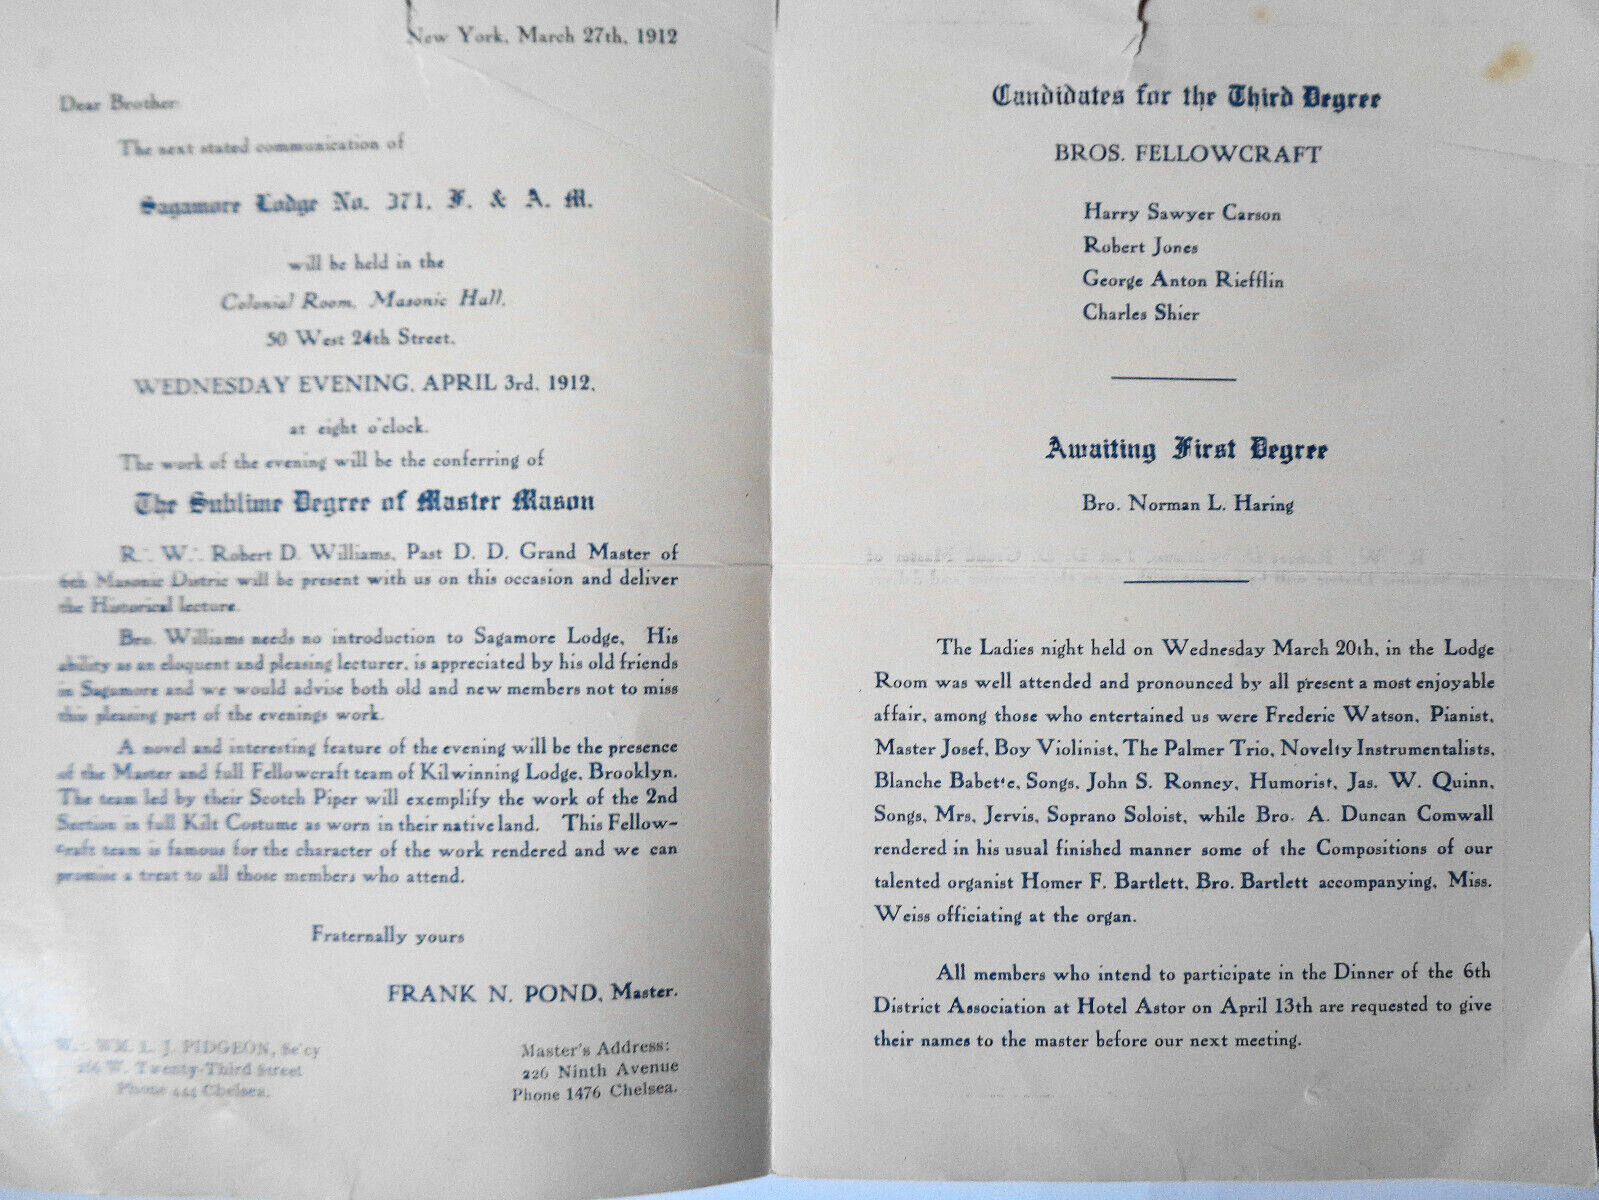 New York, March 27th, 1912
Dear Brother:
The next stated communication of
Sagamore Lodge No. 371, F. & A. M.
will be held in the
Colonial Room, Masonic Hall,
50 West 24th Street,
WEDNESDAY EVENING, APRIL 3rd, 1912,
at eight o'clock.
The work of the evening will be the conferring of
The Sublime Degree of Master Mason
R∴ W∴ Robert D. Williams, Past D. D. Grand Master of
6th Masonic Distric will be present with us on this occasion and deliver
the Historical lecture.
Bro. Williams needs no introduction to Sagamore Lodge, His
ability as an eloquent and pleasing lecturer, is appreciated by his old friends
in Sagamore and we would advise both old and new members not to miss
this pleasing part of the evenings work.
A novel and interesting feature of the evening will be the presence
of the Master and full Fellowcraft team of Kilwinning Lodge, Brooklyn.
The team led by their Scotch Piper will exemplify the work of the 2nd
Section in full Kilt Costume as worn in their native land. This Fellow-
craft team is famous for the character of the work rendered and we can
promise a treat to all those members who attend.
Fraternally yours
FRANK N. POND, Master.
W∴ WM. L. J. PIDGEON, Se'cy
W. Twenty-Third Street
Phone 444 Chelsea.
Master's Address:
226 Ninth Avenue
Phone 1476 Chelsea.
Candidates for the Third Degree
BROS. FELLOWCRAFT
Harry Sawyer Carson
Robert Jones
George Anton Riefflin
Charles Shier
Awaiting First Degree
Bro. Norman L. Haring
The Ladies night held on Wednesday March 20th, in the Lodge
Room was well attended and pronounced by all present a most enjoyable
affair, among those who entertained us were Frederic Watson, Pianist,
Master Josef, Boy Violinist, The Palmer Trio, Novelty Instrumentalists,
Blanche Babette, Songs, John S. Ronney, Humorist, Jas. W. Quinn,
Songs, Mrs, Jervis, Soprano Soloist, while Bro. A. Duncan Comwall
rendered in his usual finished manner some of the Compositions of our
talented organist Homer F. Bartlett, Bro. Bartlett accompanying, Miss.
Weiss officiating at the organ.
All members who intend to participate in the Dinner of the 6th
District Association at Hotel Astor on April 13th are requested to give
their names to the master before our next meeting.